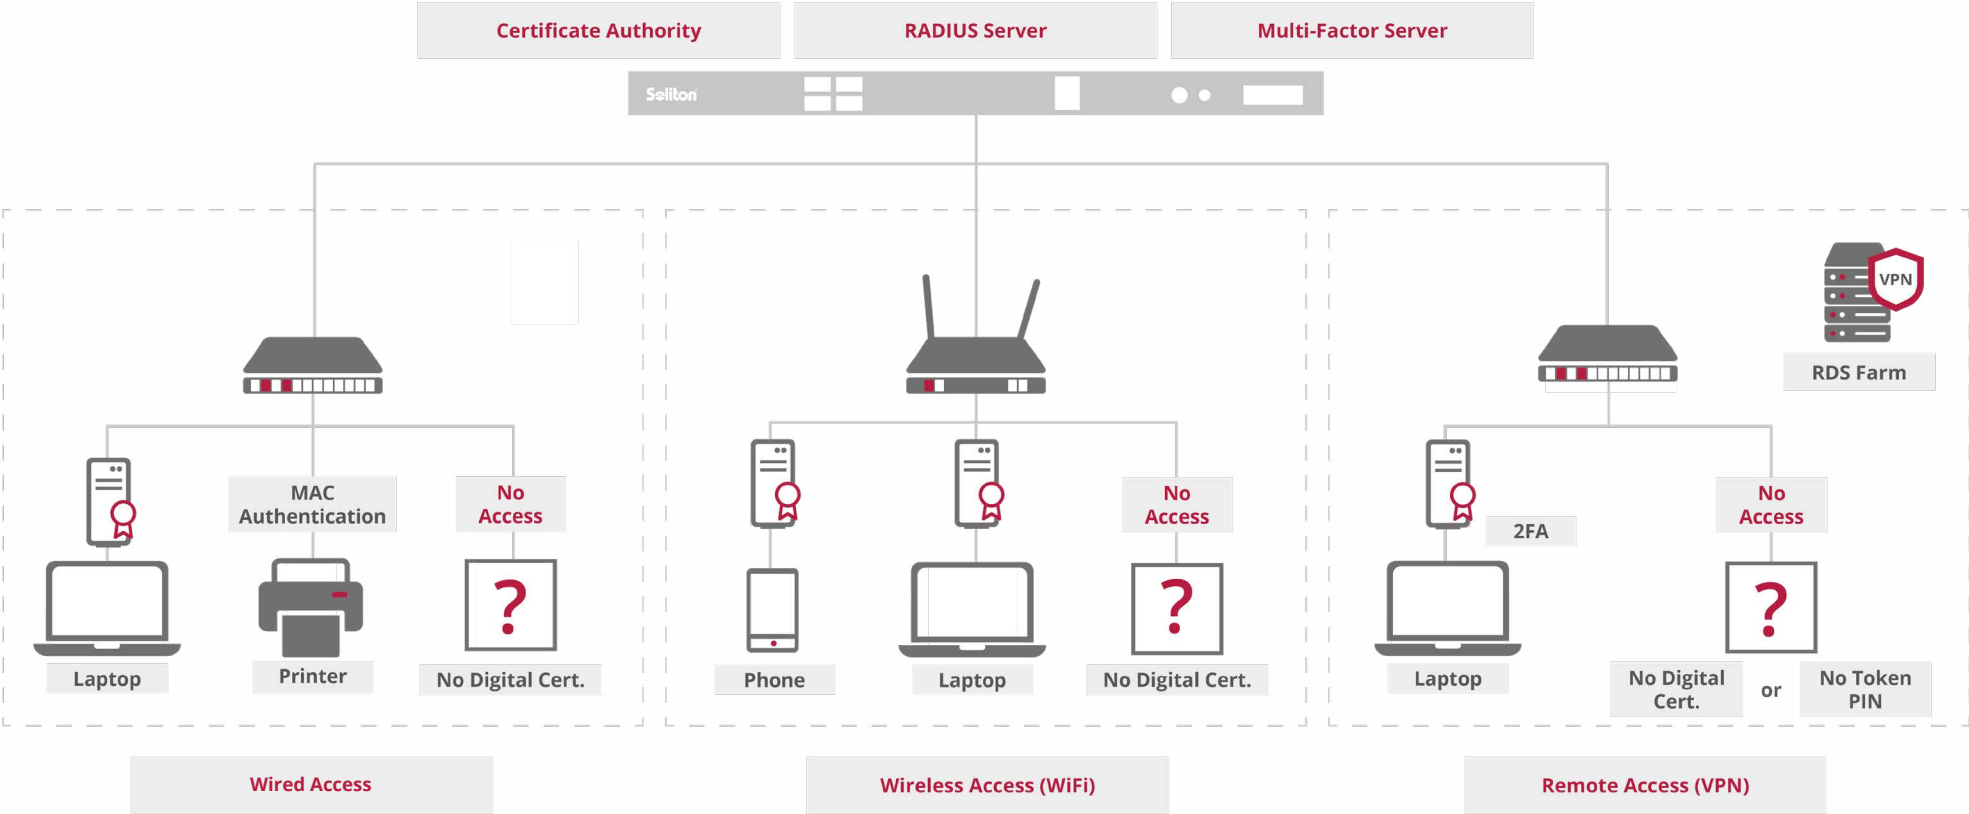 Certificate Authority
RADIUS Server
Multi-Factor Server
Soliton
VPN
RDS Farm
MAC
Authentication
No
Access
?
Laptop
Printer
No Digital Cert.
No
Access
?
Phone
Laptop
No Digital Cert.
2FA
No
Access
?
Laptop
No Digital
Cert.
or
No Token
PIN
Wired Access
Wireless Access (WiFi)
Remote Access (VPN)